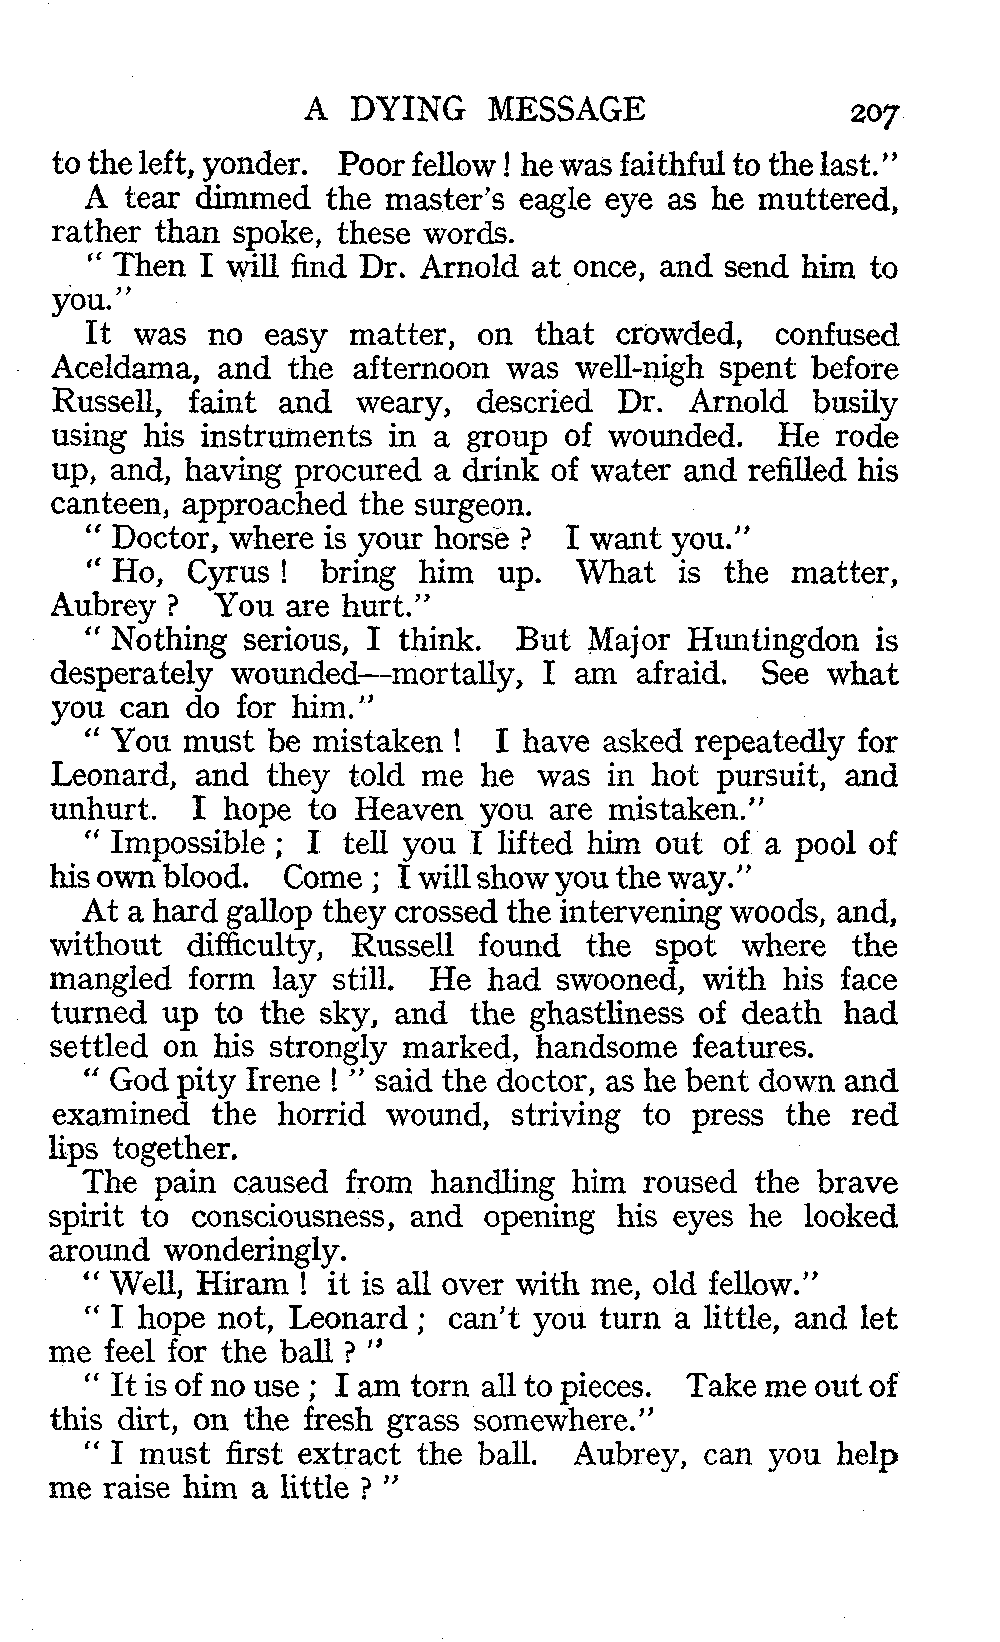 A DYING MESSAGE 207
to the left, yonder. Poor fellow ! he was faithful to the last."
A tear dimmed the master's eagle eye as he muttered,
rather than spoke, these words.
" Then I will find Dr. Arnold at once, and send him to
you."
It was no easy matter, on that crowded, confused
Aceldama, and the afternoon was well-nigh spent before
Russell, faint and weary, descried Dr. Arnold busily
using his instruments in a group of wounded. He rode
up, and, having procured a drink of water and refilled his
canteen, approached the surgeon.
" Doctor, where is your horse ? I want you."
" Ho, Cyrus ! bring him up. What is the matter,
Aubrey ? You are hurt."
" Nothing serious, I think. But Major Huntingdon is
desperately wounded—mortally, I am afraid. See what
you can do for him."
" You must be mistaken ! I have asked repeatedly for
Leonard, and they told me he was in hot pursuit, and
unhurt. I hope to Heaven you are mistaken."
" Impossible ; I tell you I lifted him out of a pool of
his own blood. Come ; I will show you the way."
At a hard gallop they crossed the intervening woods, and,
without difficulty, Russell found the spot where the
mangled form lay still. He had swooned, with his face
turned up to the sky, and the ghastliness of death had
settled on his strongly marked, handsome features.
" God pity Irene ! " said the doctor, as he bent down and
examined the horrid wound, striving to press the red
lips together.
The pain caused from handling him roused the brave
spirit to consciousness, and opening his eyes he looked
around wonderingly.
" Well, Hiram ! it is all over with me, old fellow."
" I hope not, Leonard ; can't you turn a little, and let
me feel for the ball ? "
" It is of no use ; I am torn all to pieces. Take me out of
this dirt, on the fresh grass somewhere."
" I must first extract the ball. Aubrey, can you help
me raise him a little ? "